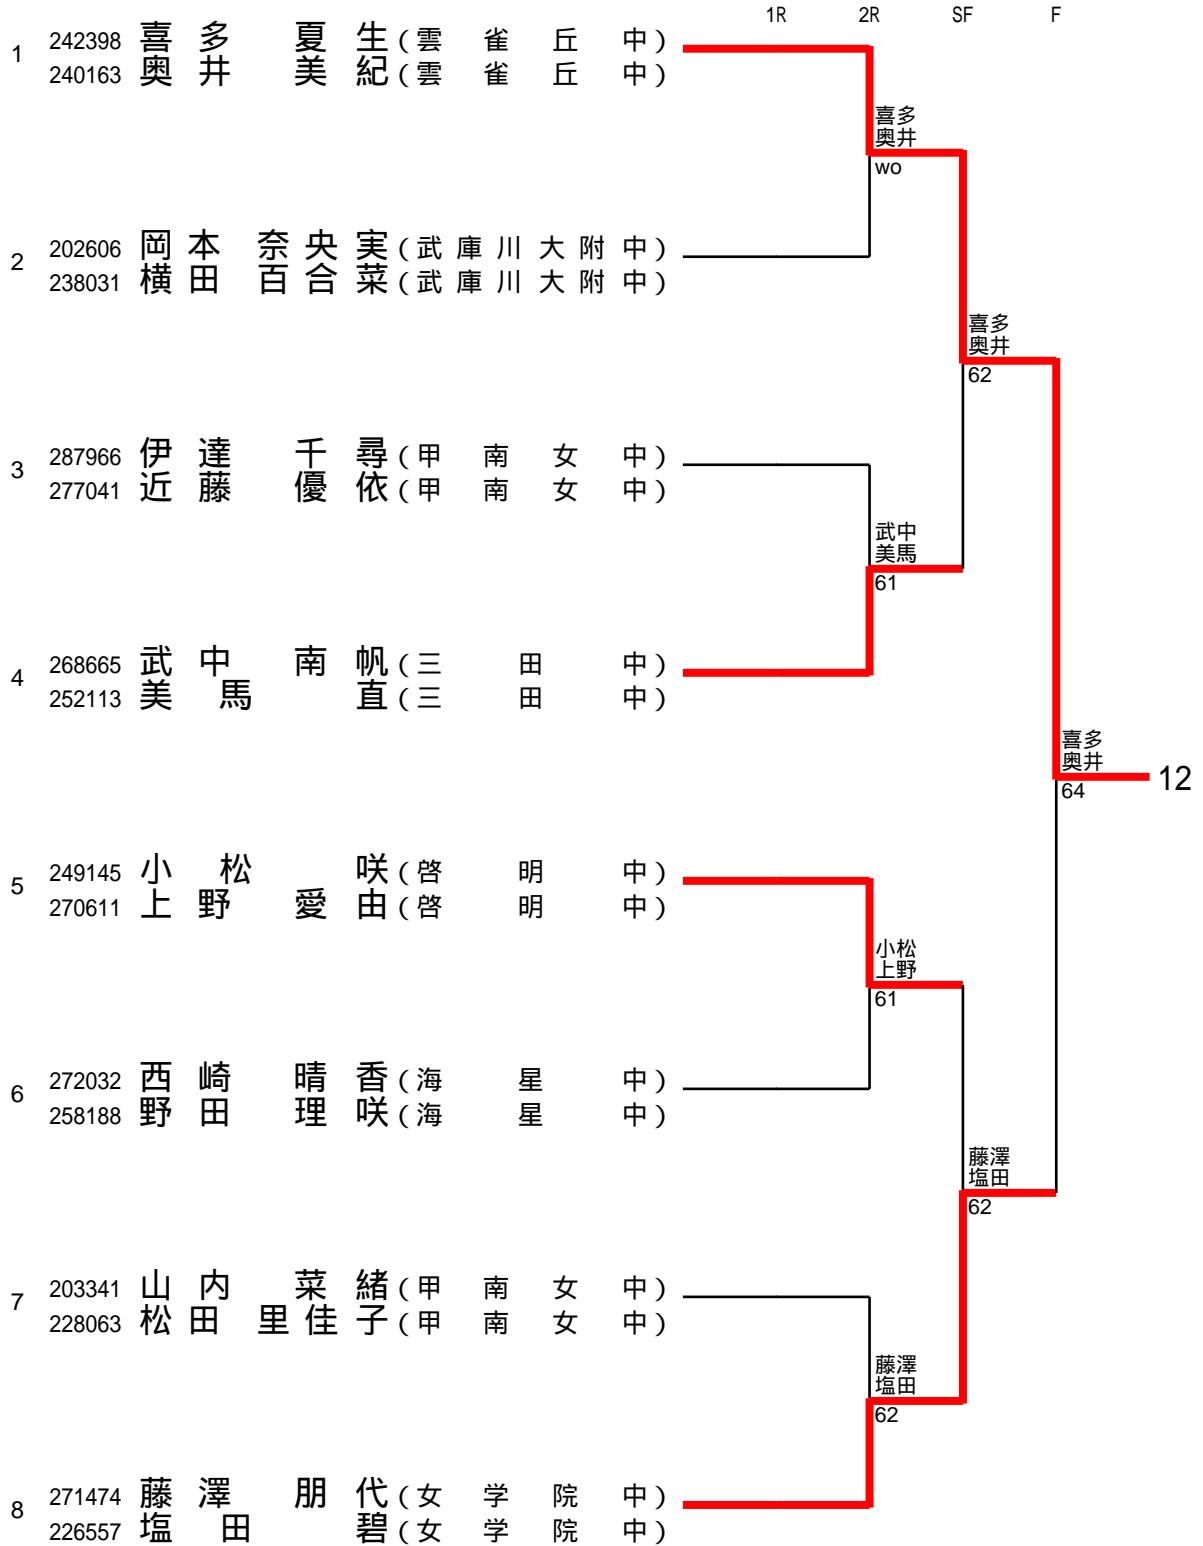 1R 2R SF F
1 242398 喜多 夏生(雲雀丘中)
240163 奥井 美紀(雲雀丘中)
喜多
奥井
wo
2 202606 岡本 奈央実(武庫川大附中)
238031 横田 百合菜(武庫川大附中)
喜多
奥井
62
3 287966 伊達 千尋(甲南女中)
277041 近藤 優依(甲南女中)
武中
美馬
61
4 268665 武中 南帆(三田中)
252113 美馬 直(三田中)
喜多
奥井
64
12
5 249145 小松 咲(啓明中)
270611 上野 愛由(啓明中)
小松
上野
61
6 272032 西崎 晴香(海星中)
258188 野田 理咲(海星中)
藤澤
塩田
62
7 203341 山内 菜緒(甲南女中)
228063 松田 里佳子(甲南女中)
藤澤
塩田
62
8 271474 藤澤 朋代(女学院中)
226557 塩田 碧(女学院中)